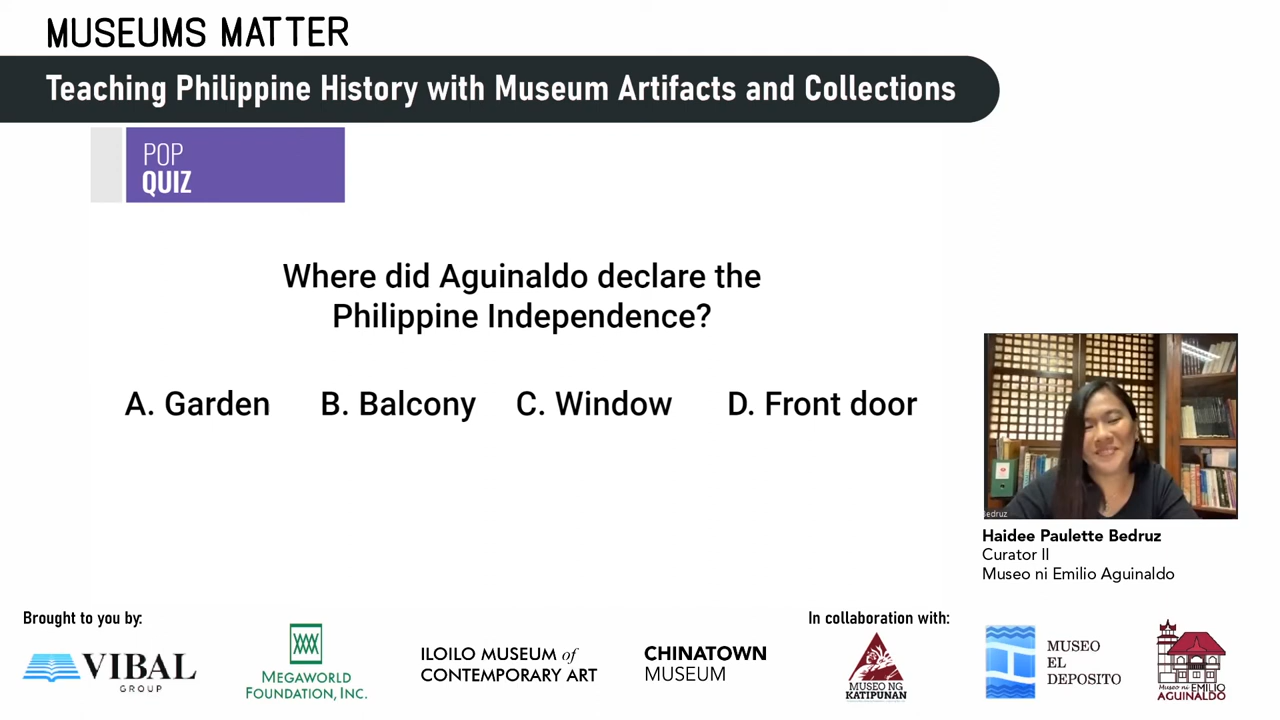 MUSEUMS MATTER
Teaching Philippine History with Museum Artifacts and Collections
POP
QUIZ
Where did Aguinaldo declare the
Philippine Independence?
A. Garden B. Balcony C. Window D. Front door
Bedruz
Haidee Paulette Bedruz
Curator II
Museo ni Emilio Aguinaldo
Brought to you by:
In collaboration with:
VIBAL
GROUP
MEGAWORLD
FOUNDATION, INC.
ILOILO MUSEUM of
CONTEMPORARY ART
CHINATOWN
MUSEUM
MUSEO NG
KATIPUNAN
MUSEO
EL
DEPOSITO
Museo ni EMILIO
AGUINALDO